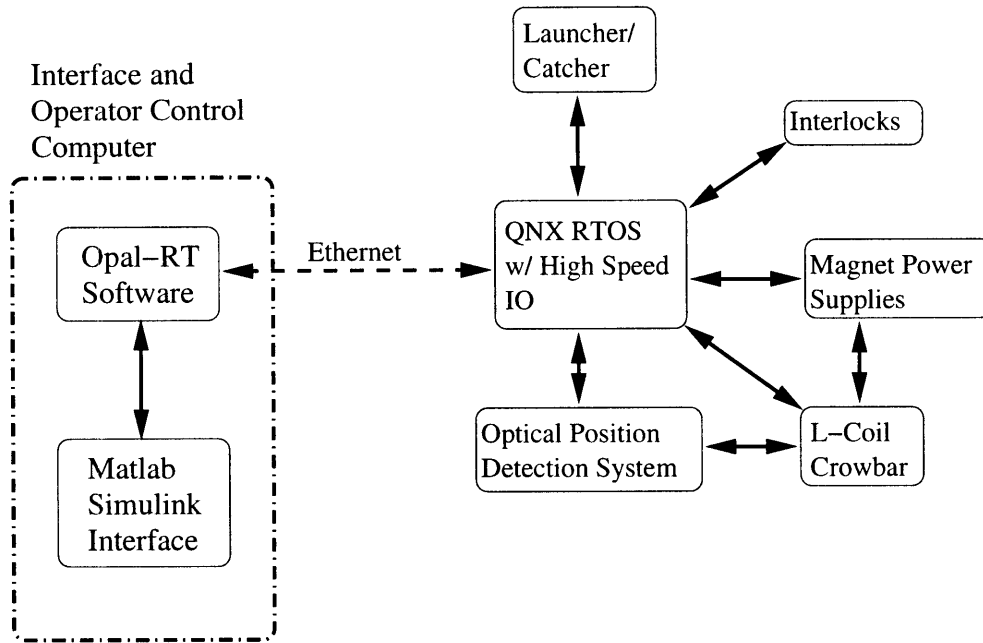 Launcher/
Catcher
Interface and
Operator Control
Computer
Interlocks
Opal–RT
Software
Ethernet
QNX RTOS
w/ High Speed
IO
Magnet Power
Supplies
Matlab
Simulink
Interface
Optical Position
Detection System
L–Coil
Crowbar